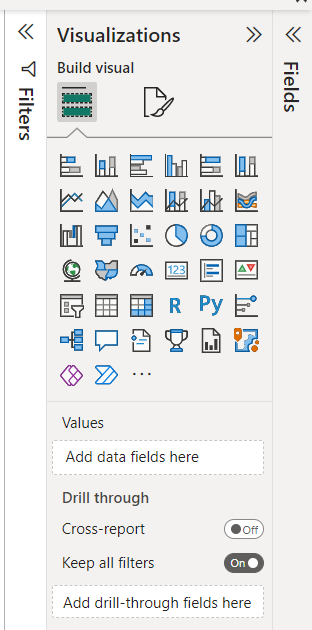 Visualizations
Filters
Fields
Build visual
123
R
Py
Values
Add data fields here
Drill through
Cross-report
Off
Keep all filters
On
Add drill-through fields here